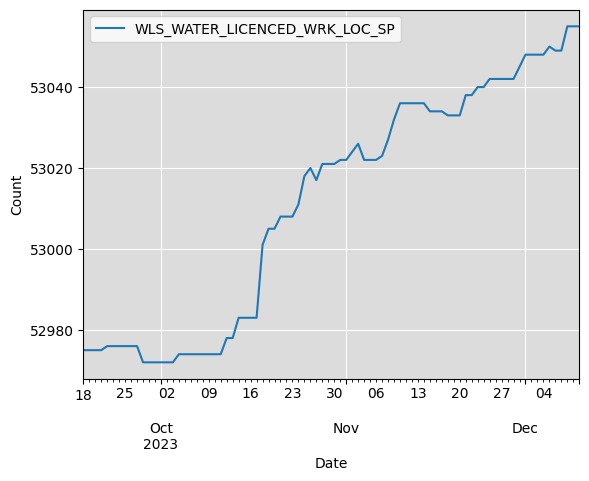 WLS_WATER_LICENCED_WRK_LOC_SP
53040
53020
53000
52980
Count
18 25 02 09 16 23 30 06 13 20 27 04
Oct Nov Dec
2023
Date